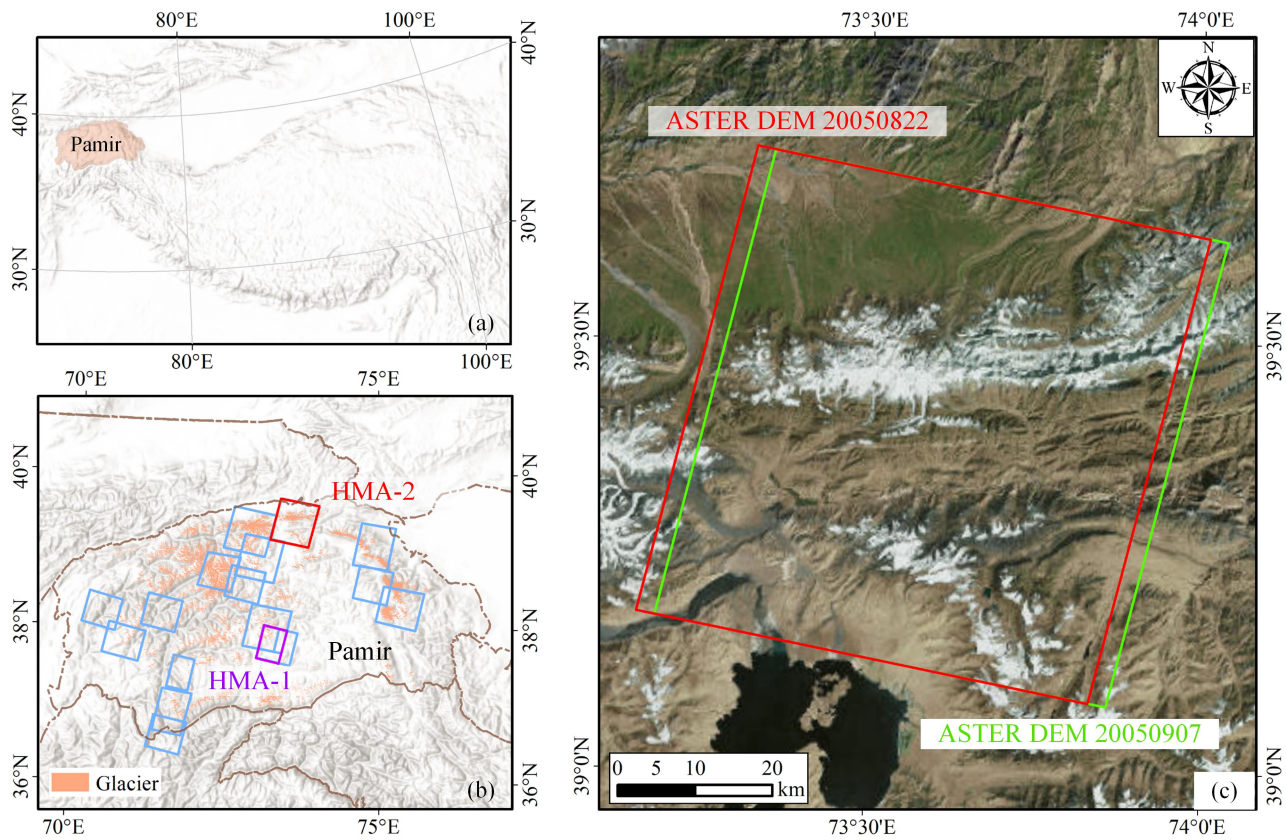 80°E
100°E
40°N
40°N
Pamir
30°N
30°N
(a)
80°E
100°E
70°E
75°E
40°N
40°N
HMA-2
38°N
38°N
Pamir
HMA-1
36°N
36°N
Glacier
(b)
70°E
75°E
73°30'E
74°0'E
N
W
E
S
ASTER DEM 20050822
39°30'N
39°30'N
ASTER DEM 20050907
39°0'N
39°0'N
0 5 10 20
km
(c)
73°30'E
74°0'E